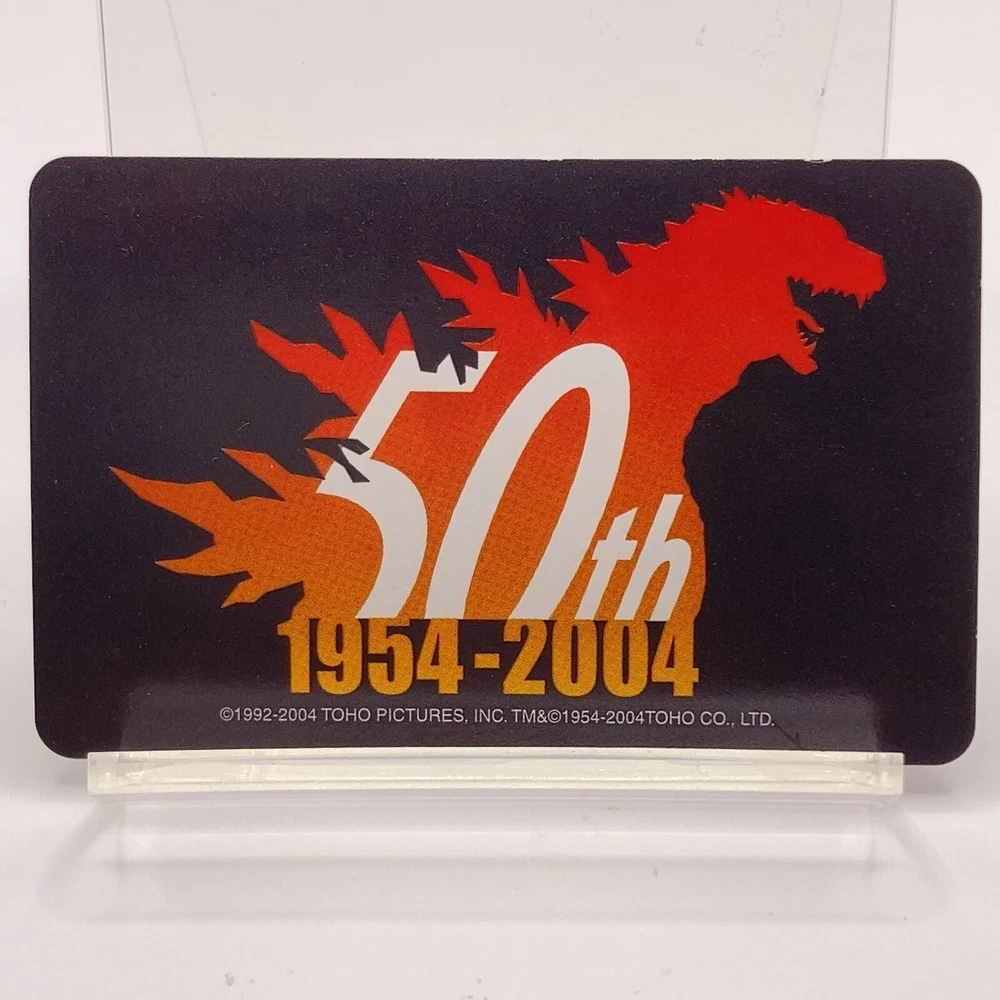 50th
1954-2004
©1992-2004 TOHO PICTURES, INC. TM&©1954-2004TOHO CO., LTD.